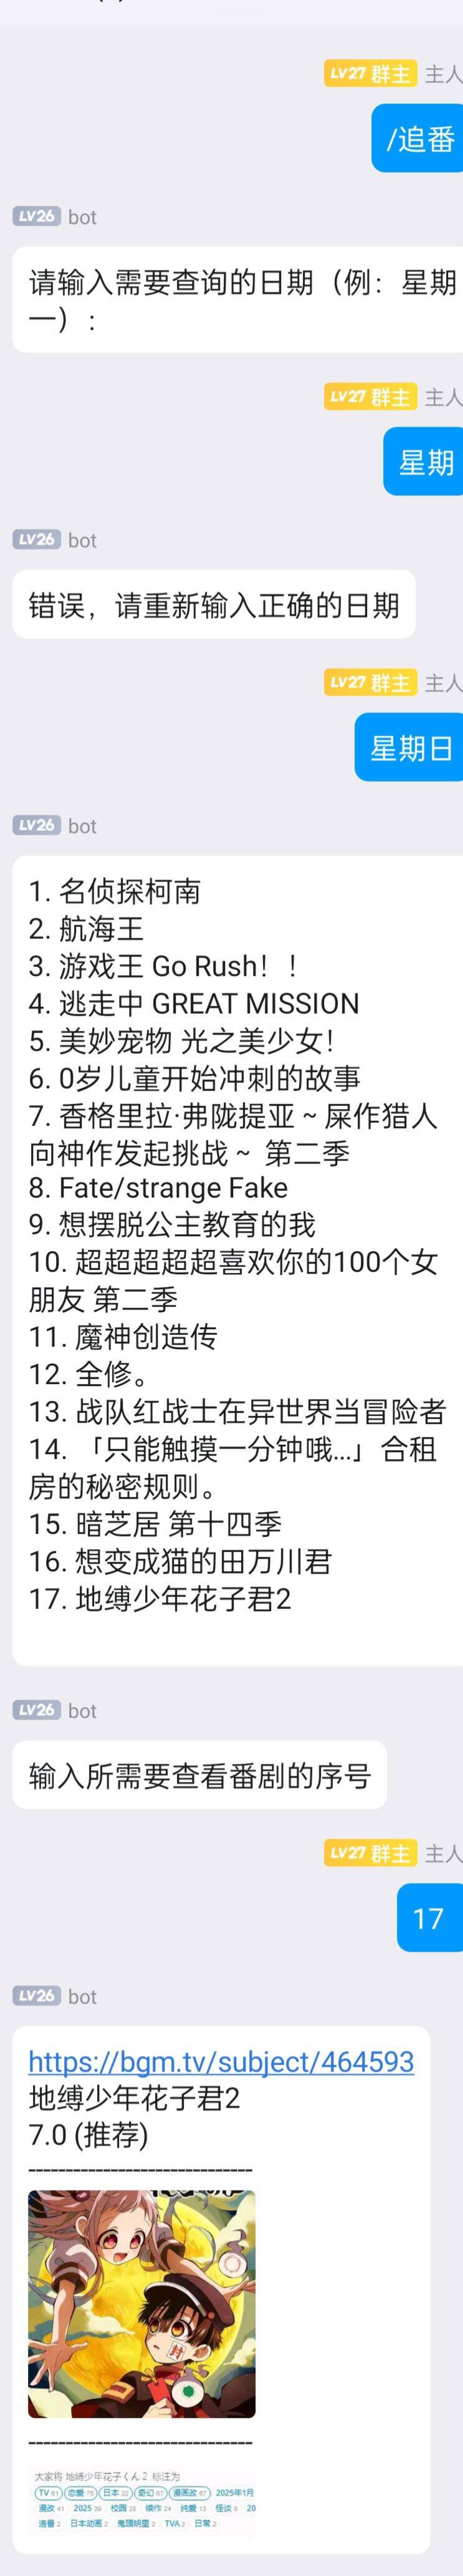 LV27 群主 主人
/追番
LV26 bot
请输入需要查询的日期（例：星期
一）：
LV27 群主 主人
星期
LV26 bot
错误，请重新输入正确的日期
LV27 群主 主人
星期日
LV26 bot
1. 名侦探柯南
2. 航海王
3. 游戏王 Go Rush！！
4. 逃走中 GREAT MISSION
5. 美妙宠物 光之美少女！
6. 0岁儿童开始冲刺的故事
7. 香格里拉·弗陇提亚 ~ 屎作猎人
向神作发起挑战 ~ 第二季
8. Fate/strange Fake
9. 想摆脱公主教育的我
10. 超超超超超喜欢你的100个女
朋友 第二季
11. 魔神创造传
12. 全修。
13. 战队红战士在异世界当冒险者
14. 「只能触摸一分钟哦…」合租
房的秘密规则。
15. 暗芝居 第十四季
16. 想变成猫的田万川君
17. 地缚少年花子君2
LV26 bot
输入所需要查看番剧的序号
LV27 群主 主人
17
LV26 bot
https://bgm.tv/subject/464593
地缚少年花子君2
7.0 (推荐)
------------------------------
封
------------------------------
大家将 地缚少年花子くん 2 标注为
TV 81 恋爱 75 日本 22 奇幻 67 漫画改 67 2025年1月
漫改 41 2025 39 校园 28 续作 24 纯爱 13 怪谈 8 20
追番 2 日本动画 2 鬼頭明里 2 TVA 2 日常 2